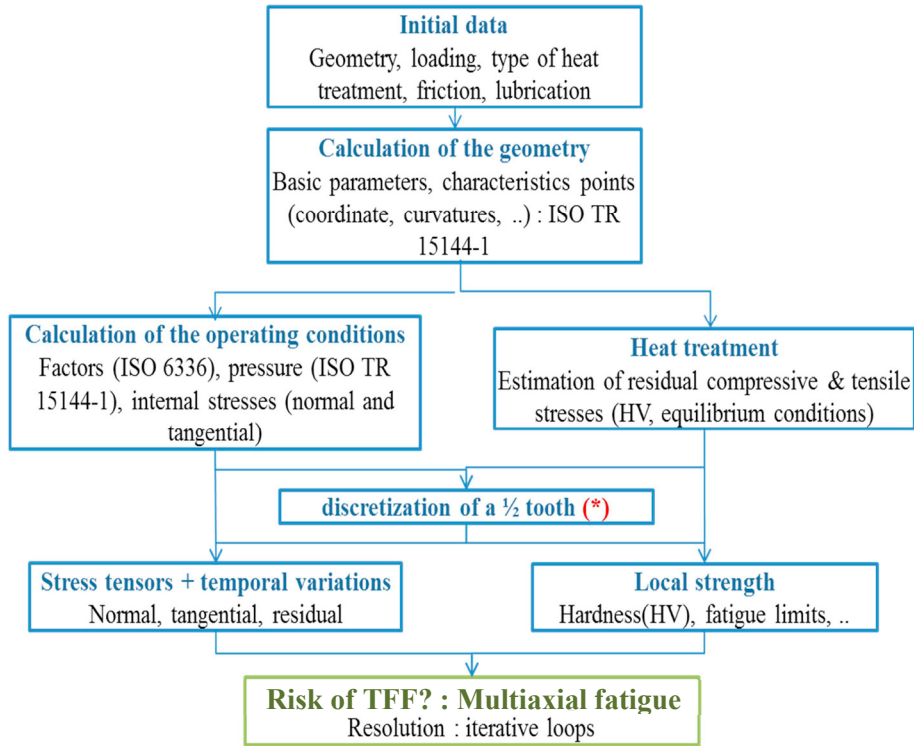 Initial data
Geometry, loading, type of heat
treatment, friction, lubrication
Calculation of the geometry
Basic parameters, characteristics points
(coordinate, curvatures, ..) : ISO TR
15144-1
Calculation of the operating conditions
Factors (ISO 6336), pressure (ISO TR
15144-1), internal stresses (normal and
tangential)
Heat treatment
Estimation of residual compressive & tensile
stresses (HV, equilibrium conditions)
discretization of a ½ tooth (*)
Stress tensors + temporal variations
Normal, tangential, residual
Local strength
Hardness(HV), fatigue limits, ..
Risk of TFF? : Multiaxial fatigue
Resolution : iterative loops